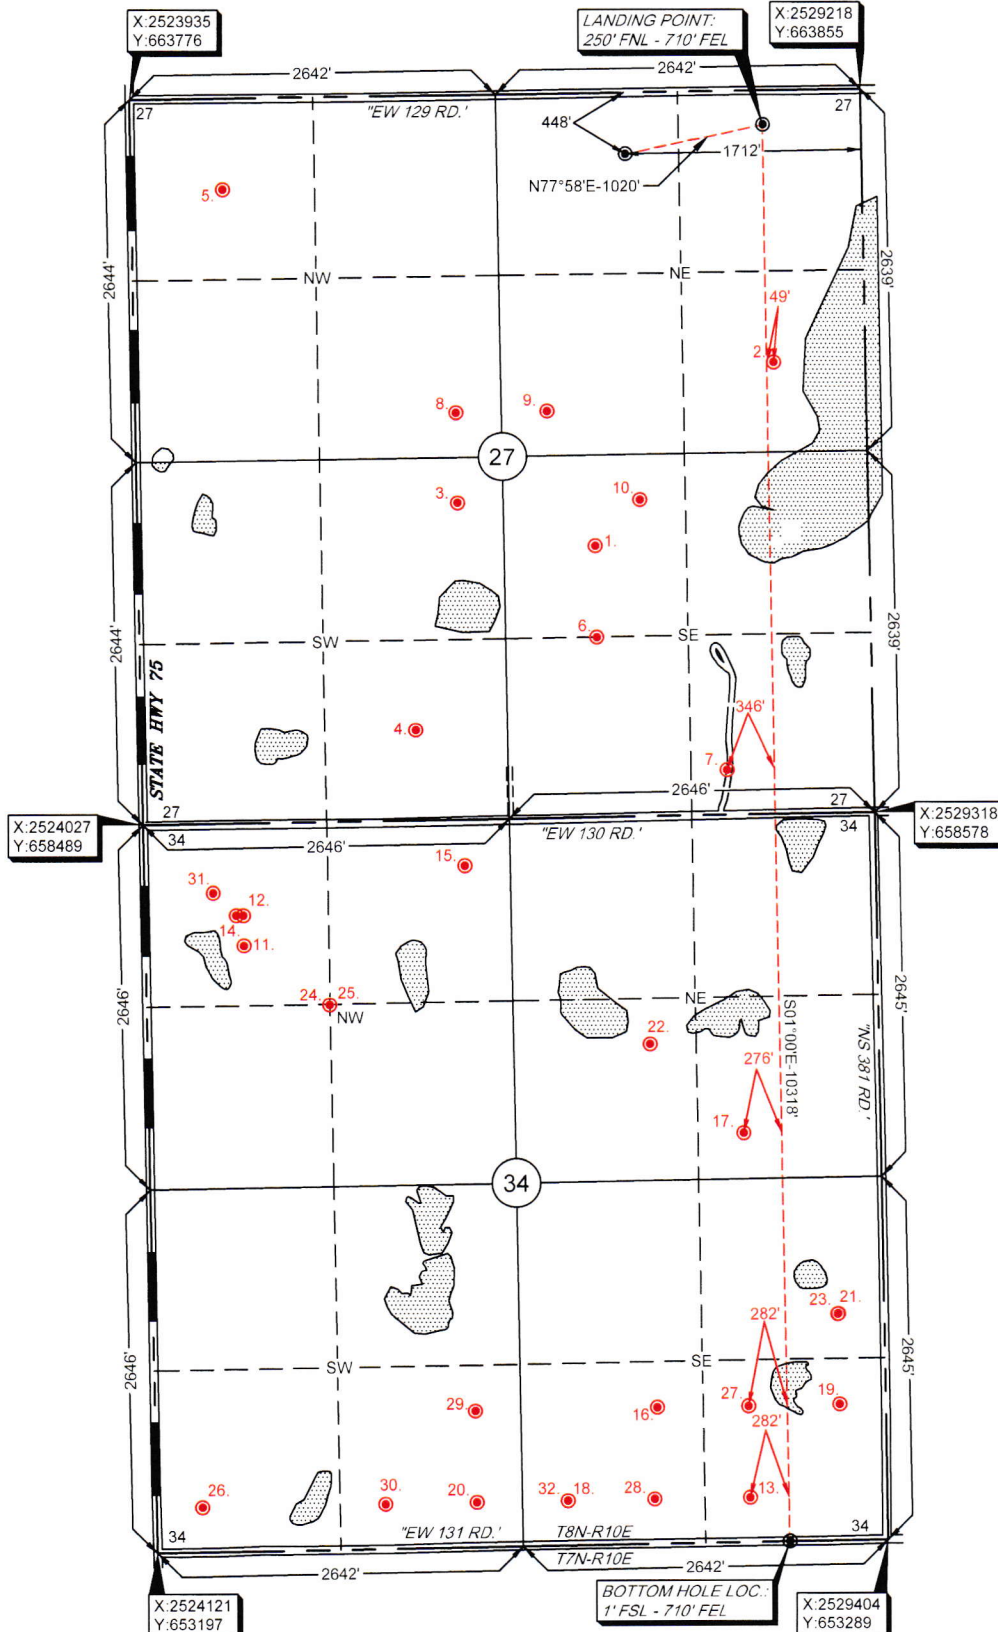 X:2523935
Y:663776
LANDING POINT:
250' FNL - 710' FEL
X:2529218
Y:663855
2642'
2642'
27
"EW 129 RD.'
27
448'
1712'
N77°58'E-1020'
5.
2644'
NW
NE
2639'
49'
2.
8.
9.
27
3.
10.
1.
6.
2644'
SW
SE
2639'
STATE HWY 75
346'
4.
7.
2646'
27
27
X:2524027
Y:658489
34
2646'
"EW 130 RD.'
34
X:2529318
Y:658578
15.
31.
12.
14.
11.
24.
25.
NW
NE
2646'
2645'
S01°00'E-10318'
"NS 381 RD.'
22.
276'
17.
34
23.
21.
282'
2646'
SW
SE
2645'
29.
16.
27.
19.
282'
26.
30.
20.
32.
18.
28.
13.
34
"EW 131 RD.'
T8N-R10E
34
T7N-R10E
2642'
2642'
BOTTOM HOLE LOC.:
1' FSL - 710' FEL
X:2524121
Y:653197
X:2529404
Y:653289